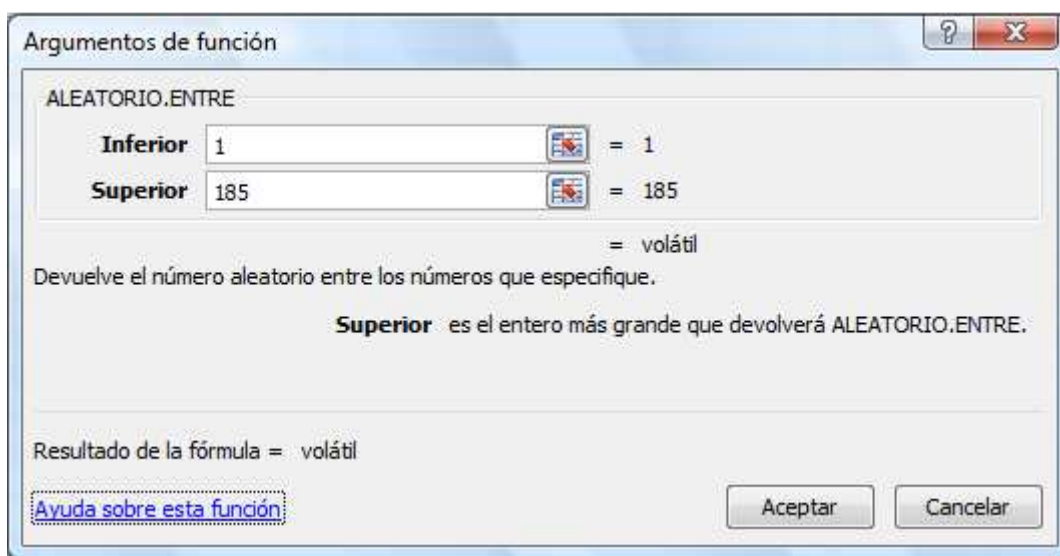 Argumentos de función
ALEATORIO.ENTRE
Inferior 1 = 1
Superior 185 = 185
= volátil
Devuelve el número aleatorio entre los números que especifique.
Superior es el entero más grande que devolverá ALEATORIO.ENTRE.
Resultado de la fórmula = volátil
Ayuda sobre esta función
Aceptar Cancelar